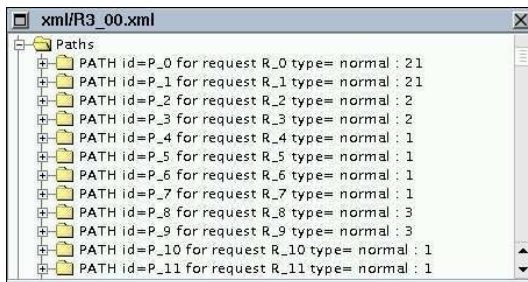 xml/R3_00.xml
Paths
PATH id=P_0 for request R_0 type= normal : 21
PATH id=P_1 for request R_1 type= normal : 21
PATH id=P_2 for request R_2 type= normal : 2
PATH id=P_3 for request R_3 type= normal : 2
PATH id=P_4 for request R_4 type= normal : 1
PATH id=P_5 for request R_5 type= normal : 1
PATH id=P_6 for request R_6 type= normal : 1
PATH id=P_7 for request R_7 type= normal : 1
PATH id=P_8 for request R_8 type= normal : 3
PATH id=P_9 for request R_9 type= normal : 3
PATH id=P_10 for request R_10 type= normal : 1
PATH id=P_11 for request R_11 type= normal : 1